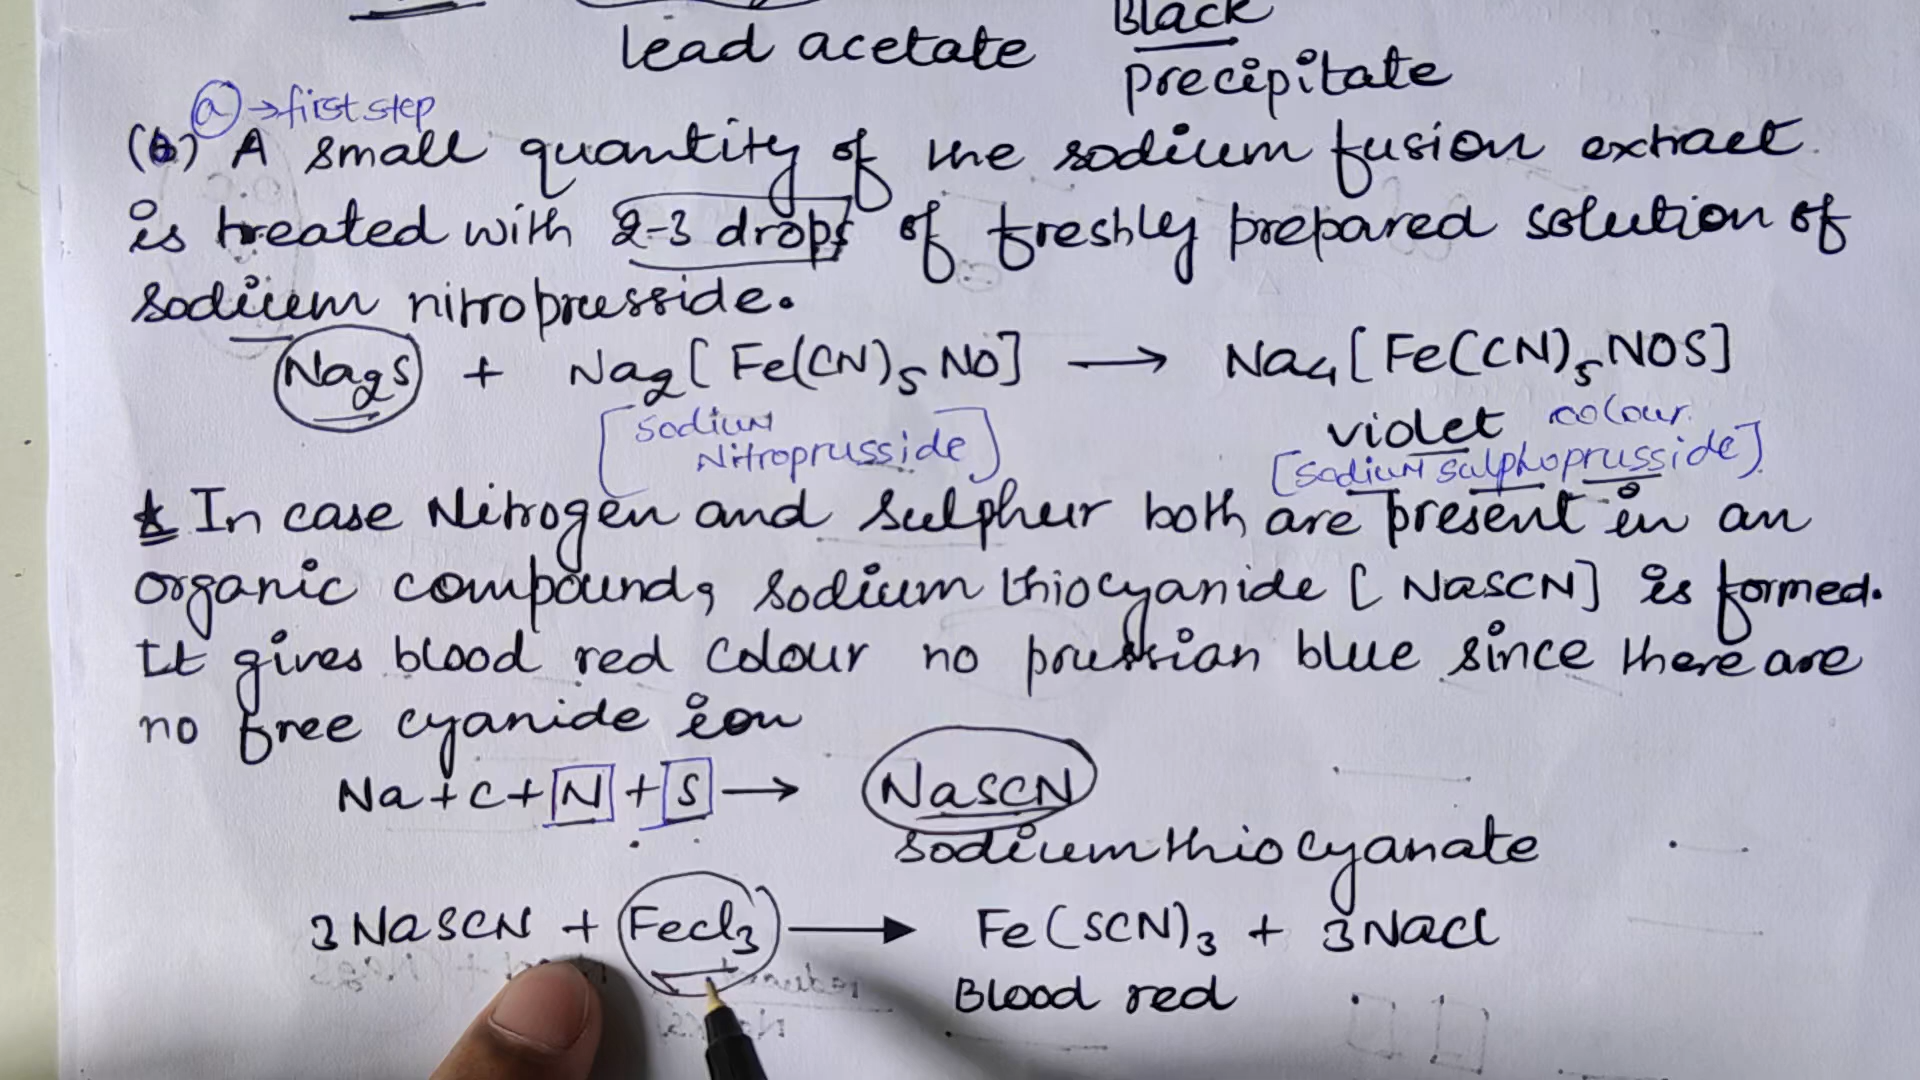 Black
lead acetate
precipitate
(a) → first step
(b) A small quantity of the sodium fusion extract
is treated with 2-3 drops of freshly prepared solution of
sodium nitroprusside.
Na2S + Na2[Fe(CN)5NO] → Na4[Fe(CN)5NOS]
violet colour
[Sodium Nitroprusside]
[Sodium sulphoprusside]
* In case Nitrogen and Sulphur both are present in an
organic compound, sodium thiocyanide [NaSCN] is formed.
It gives blood red colour no prussian blue since there are
no free cyanide ion
Na + C + N + S → NaSCN
Sodium thiocyanate
3NaSCN + FeCl3 → Fe(SCN)3 + 3NaCl
Blood red